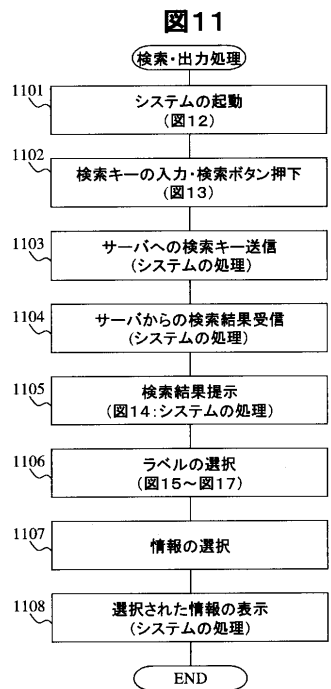 図11
検索・出力処理
1101
システムの起動
(図12)
1102
検索キーの入力・検索ボタン押下
(図13)
1103
サーバへの検索キー送信
(システムの処理)
1104
サーバからの検索結果受信
(システムの処理)
1105
検索結果提示
(図14:システムの処理)
1106
ラベルの選択
(図15～図17)
1107
情報の選択
1108
選択された情報の表示
(システムの処理)
END